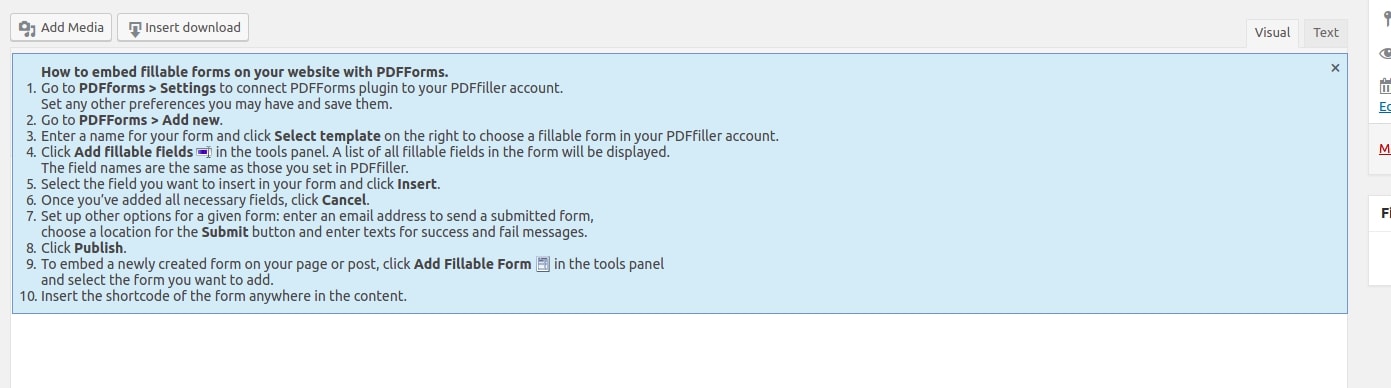 Add Media
Insert download
Visual
Text
How to embed fillable forms on your website with PDFForms.
1. Go to PDFforms > Settings to connect PDFForms plugin to your PDFfiller account.
Set any other preferences you may have and save them.
2. Go to PDFForms > Add new.
3. Enter a name for your form and click Select template on the right to choose a fillable form in your PDFfiller account.
4. Click Add fillable fields in the tools panel. A list of all fillable fields in the form will be displayed.
The field names are the same as those you set in PDFfiller.
5. Select the field you want to insert in your form and click Insert.
6. Once you've added all necessary fields, click Cancel.
7. Set up other options for a given form: enter an email address to send a submitted form,
choose a location for the Submit button and enter texts for success and fail messages.
8. Click Publish.
9. To embed a newly created form on your page or post, click Add Fillable Form in the tools panel
and select the form you want to add.
10. Insert the shortcode of the form anywhere in the content.